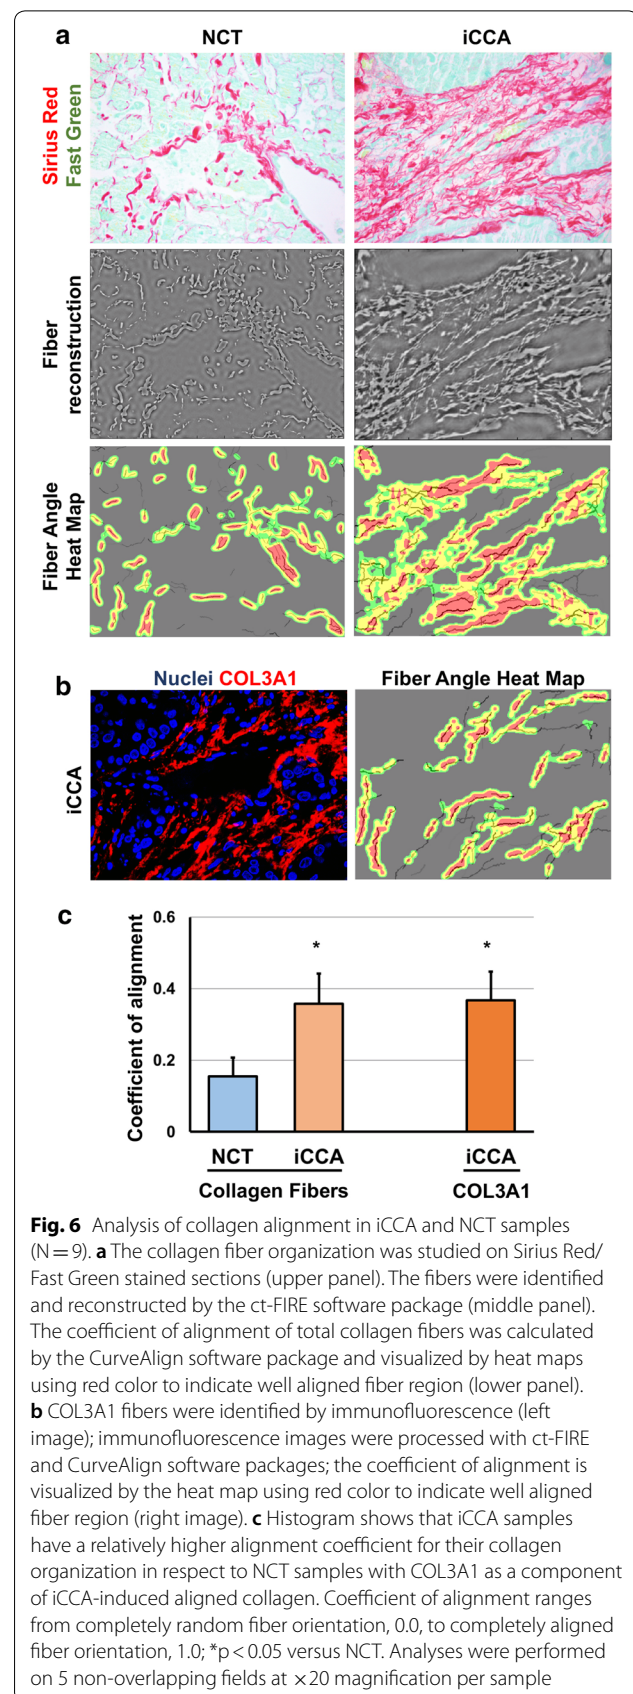 a
NCT
iCCA
Sirius Red
Fast Green
Fiber
reconstruction
Fiber Angle
Heat Map
b
Nuclei COL3A1
Fiber Angle Heat Map
iCCA
c
Coefficient of alignment
0.6
0.4
0.2
0
*
*
NCT
iCCA
iCCA
Collagen Fibers
COL3A1
Fig. 6 Analysis of collagen alignment in iCCA and NCT samples
(N = 9). a The collagen fiber organization was studied on Sirius Red/
Fast Green stained sections (upper panel). The fibers were identified
and reconstructed by the ct-FIRE software package (middle panel).
The coefficient of alignment of total collagen fibers was calculated
by the CurveAlign software package and visualized by heat maps
using red color to indicate well aligned fiber region (lower panel).
b COL3A1 fibers were identified by immunofluorescence (left
image); immunofluorescence images were processed with ct-FIRE
and CurveAlign software packages; the coefficient of alignment is
visualized by the heat map using red color to indicate well aligned
fiber region (right image). c Histogram shows that iCCA samples
have a relatively higher alignment coefficient for their collagen
organization in respect to NCT samples with COL3A1 as a component
of iCCA-induced aligned collagen. Coefficient of alignment ranges
from completely random fiber orientation, 0.0, to completely aligned
fiber orientation, 1.0; *p < 0.05 versus NCT. Analyses were performed
on 5 non-overlapping fields at ×20 magnification per sample